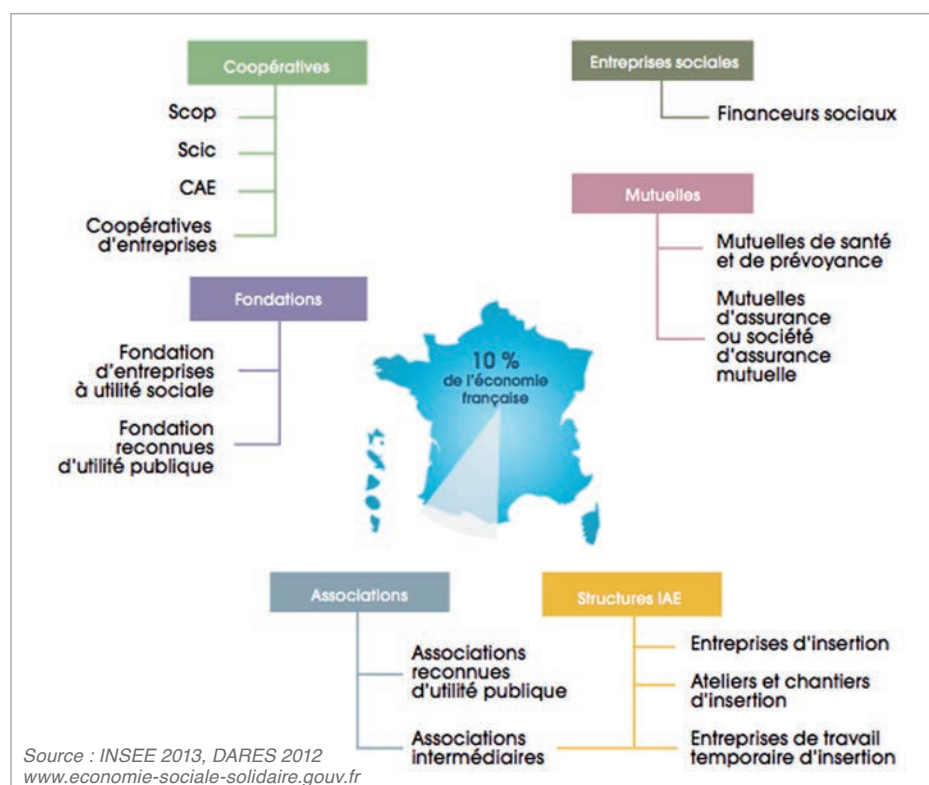 Coopératives
Scop
Scic
CAE
Coopératives
d'entreprises
Fondations
Fondation
d'entreprises
à utilité sociale
Fondation
reconnues
d'utilité publique
Entreprises sociales
Financeurs sociaux
Mutuelles
Mutuelles de santé
et de prévoyance
Mutuelles
d'assurance
ou société
d'assurance
mutuelle
10 %
de l'économie
française
Associations
Associations
reconnues
d'utilité publique
Associations
intermédiaires
Structures IAE
Entreprises d'insertion
Ateliers et chantiers
d'insertion
Entreprises de travail
temporaire d'insertion
Source : INSEE 2013, DARES 2012
www.economie-sociale-solidaire.gouv.fr